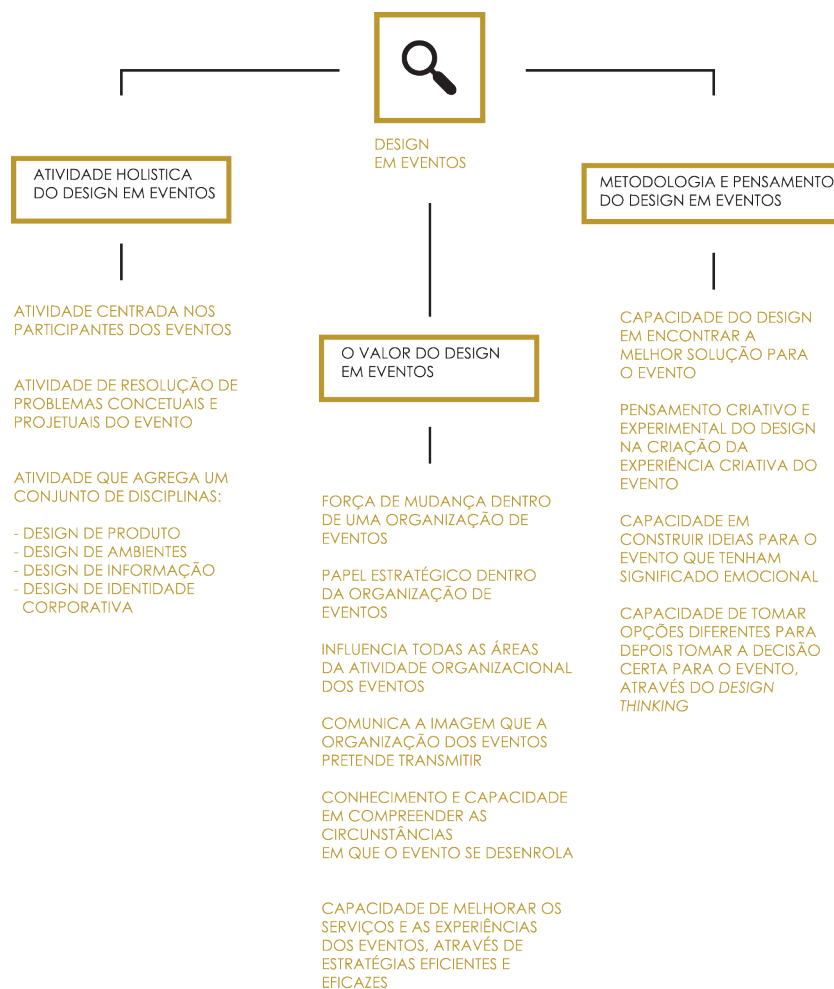 DESIGN
EM EVENTOS
ATIVIDADE HOLISTICA
DO DESIGN EM EVENTOS
ATIVIDADE CENTRADA NOS
PARTICIPANTES DOS EVENTOS
ATIVIDADE DE RESOLUÇÃO DE
PROBLEMAS CONCETUAIS E
PROJETUAIS DO EVENTO
ATIVIDADE QUE AGREGA UM
CONJUNTO DE DISCIPLINAS:
- DESIGN DE PRODUTO
- DESIGN DE AMBIENTES
- DESIGN DE INFORMAÇÃO
- DESIGN DE IDENTIDADE
CORPORATIVA
O VALOR DO DESIGN
EM EVENTOS
FORÇA DE MUDANÇA DENTRO
DE UMA ORGANIZAÇÃO DE
EVENTOS
PAPEL ESTRATÉGICO DENTRO
DA ORGANIZAÇÃO DE
EVENTOS
INFLUENCIA TODAS AS ÁREAS
DA ATIVIDADE ORGANIZACIONAL
DOS EVENTOS
COMUNICA A IMAGEM QUE A
ORGANIZAÇÃO DOS EVENTOS
PRETENDE TRANSMITIR
CONHECIMENTO E CAPACIDADE
EM COMPREENDER AS
CIRCUNSTÂNCIAS
EM QUE O EVENTO SE DESENROLA
CAPACIDADE DE MELHORAR OS
SERVIÇOS E AS EXPERIÊNCIAS
DOS EVENTOS, ATRAVÉS DE
ESTRATÉGIAS EFICIENTES E
EFICAZES
METODOLOGIA E PENSAMENTO
DO DESIGN EM EVENTOS
CAPACIDADE DO DESIGN
EM ENCONTRAR A
MELHOR SOLUÇÃO PARA
O EVENTO
PENSAMENTO CRIATIVO E
EXPERIMENTAL DO DESIGN
NA CRIAÇÃO DA
EXPERIÊNCIA CRIATIVA DO
EVENTO
CAPACIDADE EM
CONSTRUIR IDEIAS PARA O
EVENTO QUE TENHAM
SIGNIFICADO EMOCIONAL
CAPACIDADE DE TOMAR
OPÇÕES DIFERENTES PARA
DEPOIS TOMAR A DECISÃO
CERTA PARA O EVENTO,
ATRAVÉS DO DESIGN
THINKING